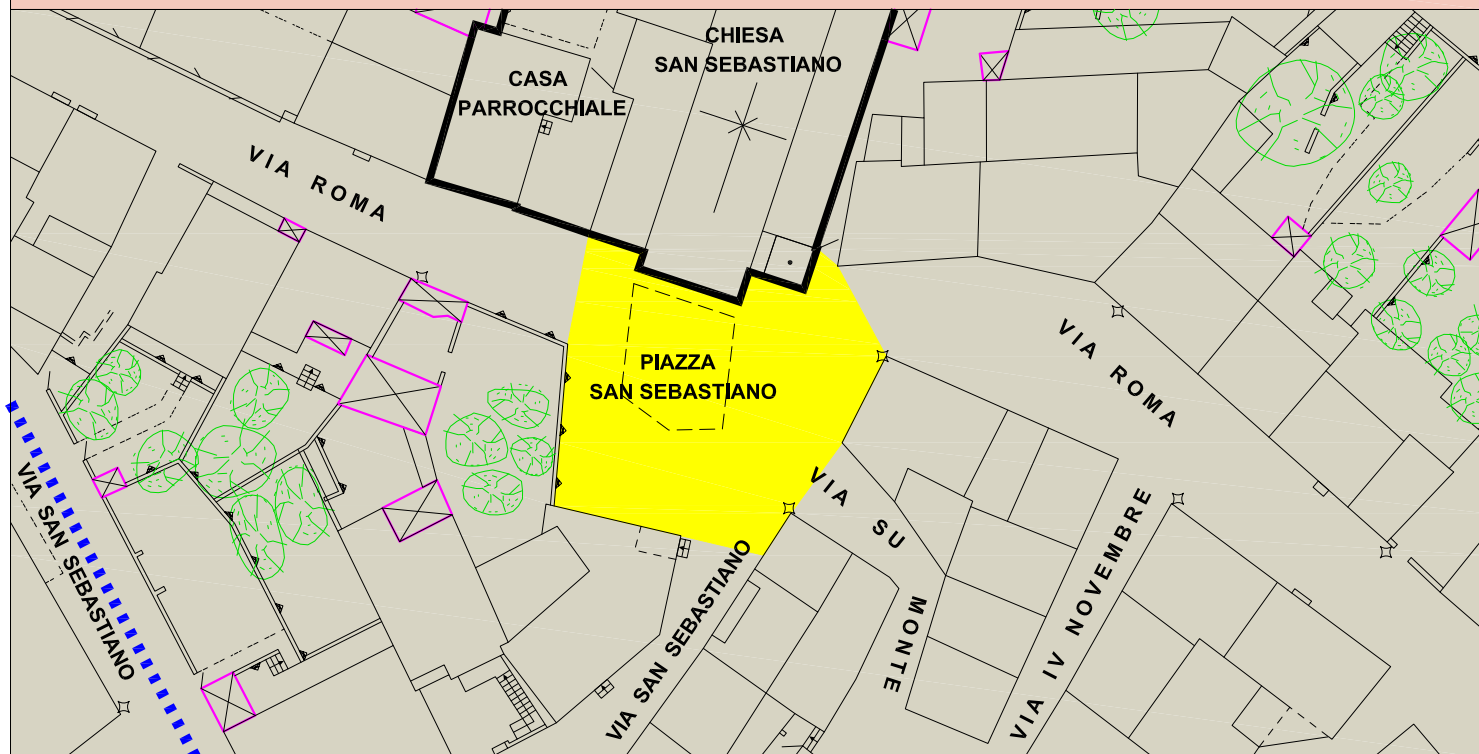 CHIESA
SAN SEBASTIANO
CASA
PARROCCHIALE
VIA ROMA
PIAZZA
SAN SEBASTIANO
VIA ROMA
VIA SU
MONTE
VIA SAN SEBASTIANO
VIA SAN SEBASTIANO
VIA IV NOVEMBRE